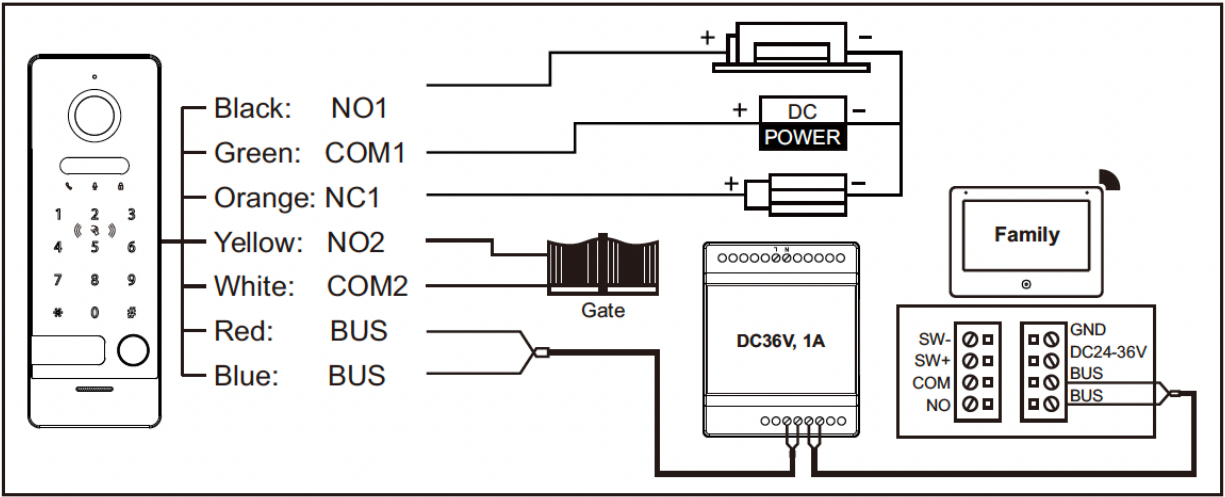 + −
Black: NO1
+ DC −
POWER
Green: COM1
Orange: NC1
+ −
1 2 3
4 5 6
7 8 9
* 0 #
Yellow: NO2
White: COM2
Gate
Red: BUS
Blue: BUS
L N
DC36V, 1A
Family
SW-
SW+
COM
NO
GND
DC24-36V
BUS
BUS